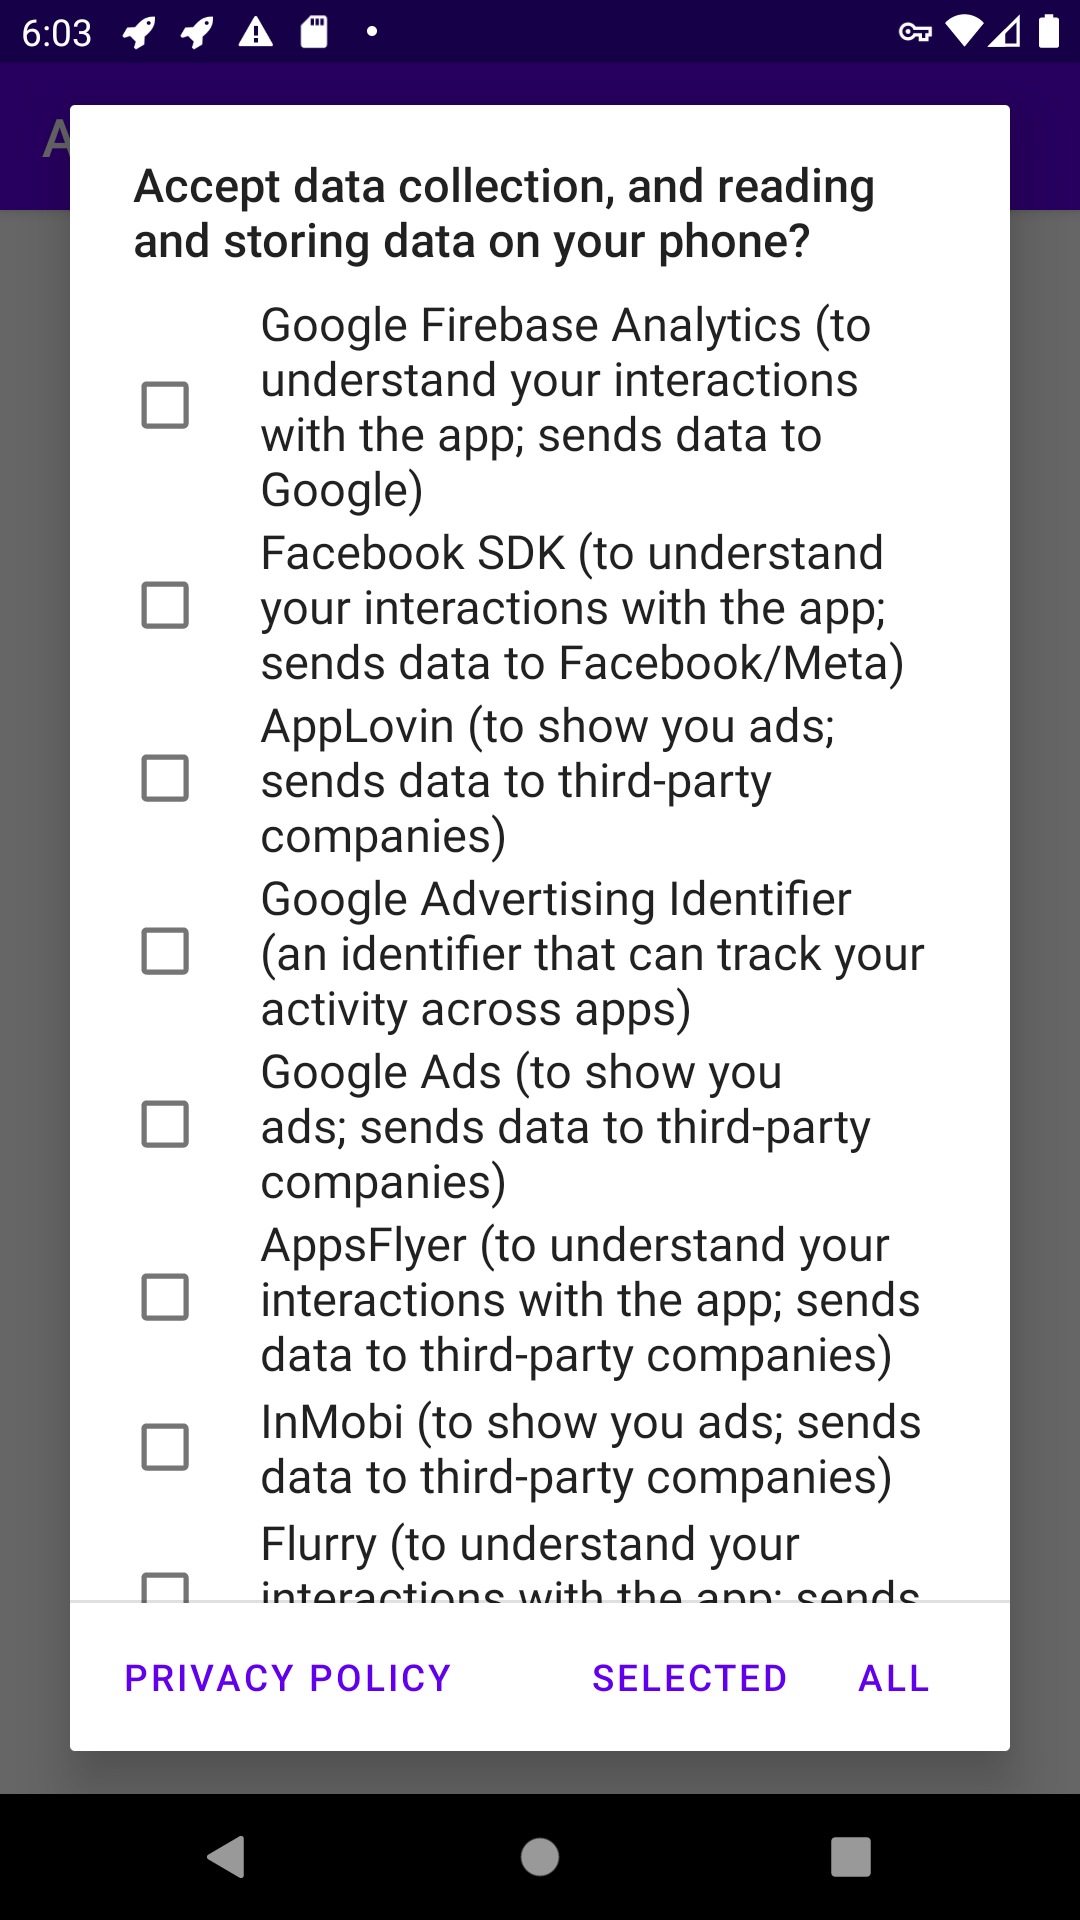 6:03
A
Accept data collection, and reading
and storing data on your phone?
Google Firebase Analytics (to
understand your interactions
with the app; sends data to
Google)
Facebook SDK (to understand
your interactions with the app;
sends data to Facebook/Meta)
AppLovin (to show you ads;
sends data to third-party
companies)
Google Advertising Identifier
(an identifier that can track your
activity across apps)
Google Ads (to show you
ads; sends data to third-party
companies)
AppsFlyer (to understand your
interactions with the app; sends
data to third-party companies)
InMobi (to show you ads; sends
data to third-party companies)
Flurry (to understand your
interactions with the app; sends
PRIVACY POLICY
SELECTED
ALL